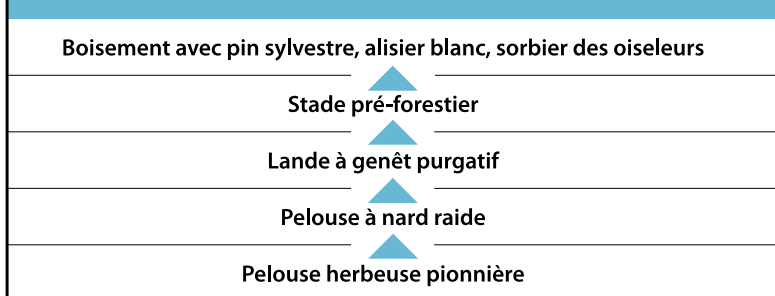 Boisement avec pin sylvestre, alisier blanc, sorbier des oiseleurs
Stade pré-forestier
Lande à genêt purgatif
Pelouse à nard raide
Pelouse herbeuse pionnière